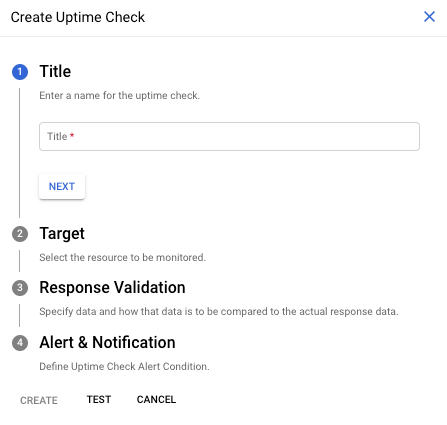 Create Uptime Check
1 Title
Enter a name for the uptime check.
Title *
NEXT
2 Target
Select the resource to be monitored.
3 Response Validation
Specify data and how that data is to be compared to the actual response data.
4 Alert & Notification
Define Uptime Check Alert Condition.
CREATE TEST CANCEL